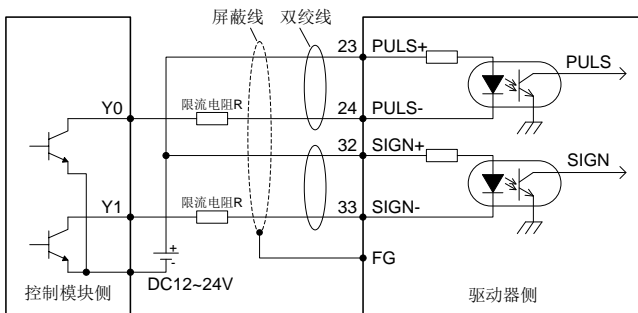 屏蔽线 双绞线
23 PULS+
PULS
Y0 限流电阻R 24 PULS-
32 SIGN+
SIGN
Y1 限流电阻R 33 SIGN-
+
-
FG
DC12~24V
控制模块侧 驱动器侧